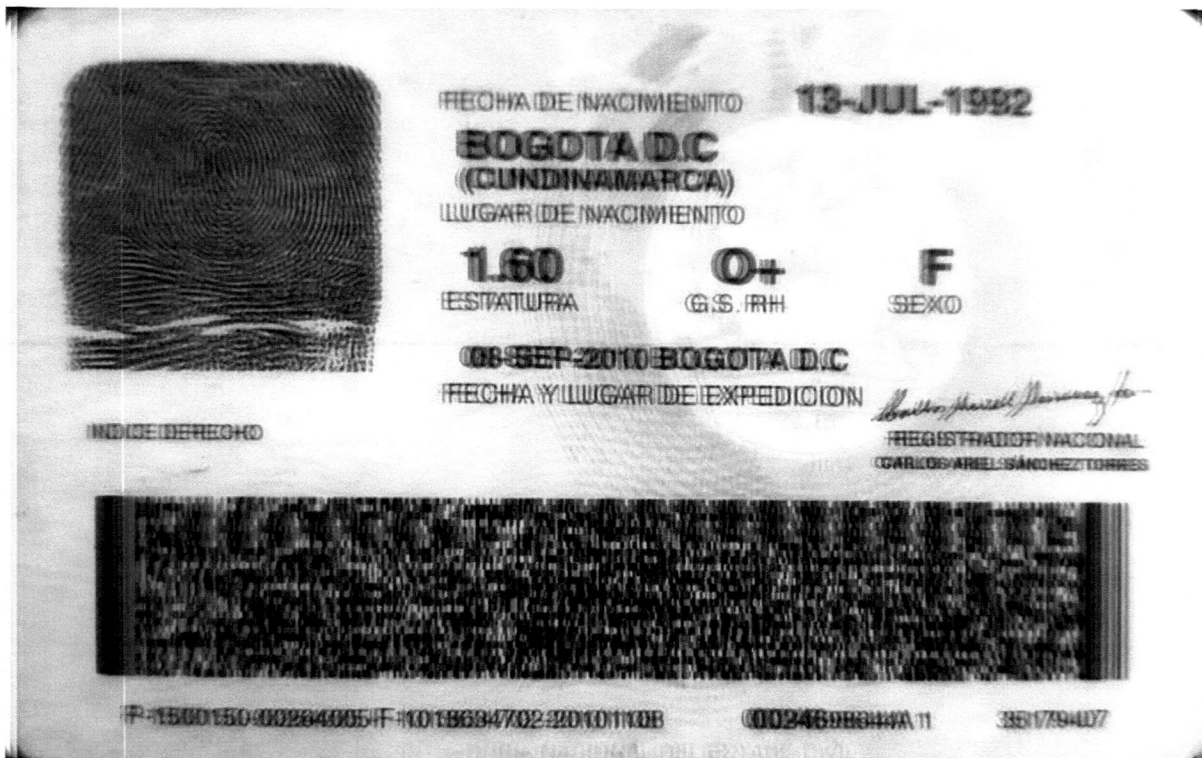 FECHA DE NACIMIENTO 13-JUL-1992
BOGOTA D.C
(CUNDINAMARCA)
LUGAR DE NACIMIENTO
1.60 O+ F
ESTATURA G.S. RH SEXO
08-SEP-2010 BOGOTA D.C
FECHA Y LUGAR DE EXPEDICION
INDICE DERECHO
REGISTRADOR NACIONAL
CARLOS ARIEL SÁNCHEZ TORRES